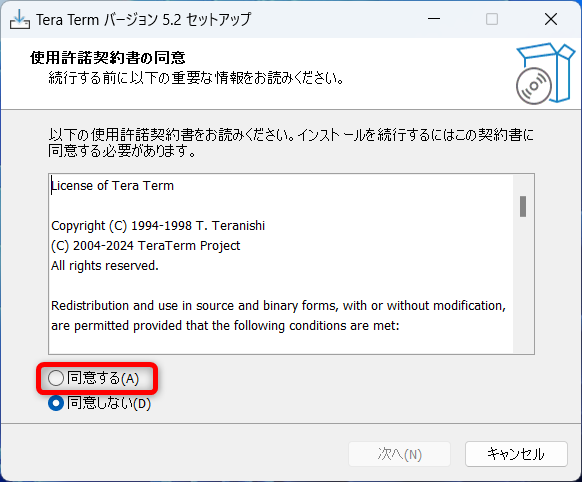 Tera Term バージョン 5.2 セットアップ
使用許諾契約書の同意
続行する前に以下の重要な情報をお読みください。
以下の使用許諾契約書をお読みください。インストールを続行するにはこの契約書に
同意する必要があります。
License of Tera Term
Copyright (C) 1994-1998 T. Teranishi
(C) 2004-2024 TeraTerm Project
All rights reserved.
Redistribution and use in source and binary forms, with or without modification,
are permitted provided that the following conditions are met:
同意する(A)
同意しない(D)
次へ(N)
キャンセル